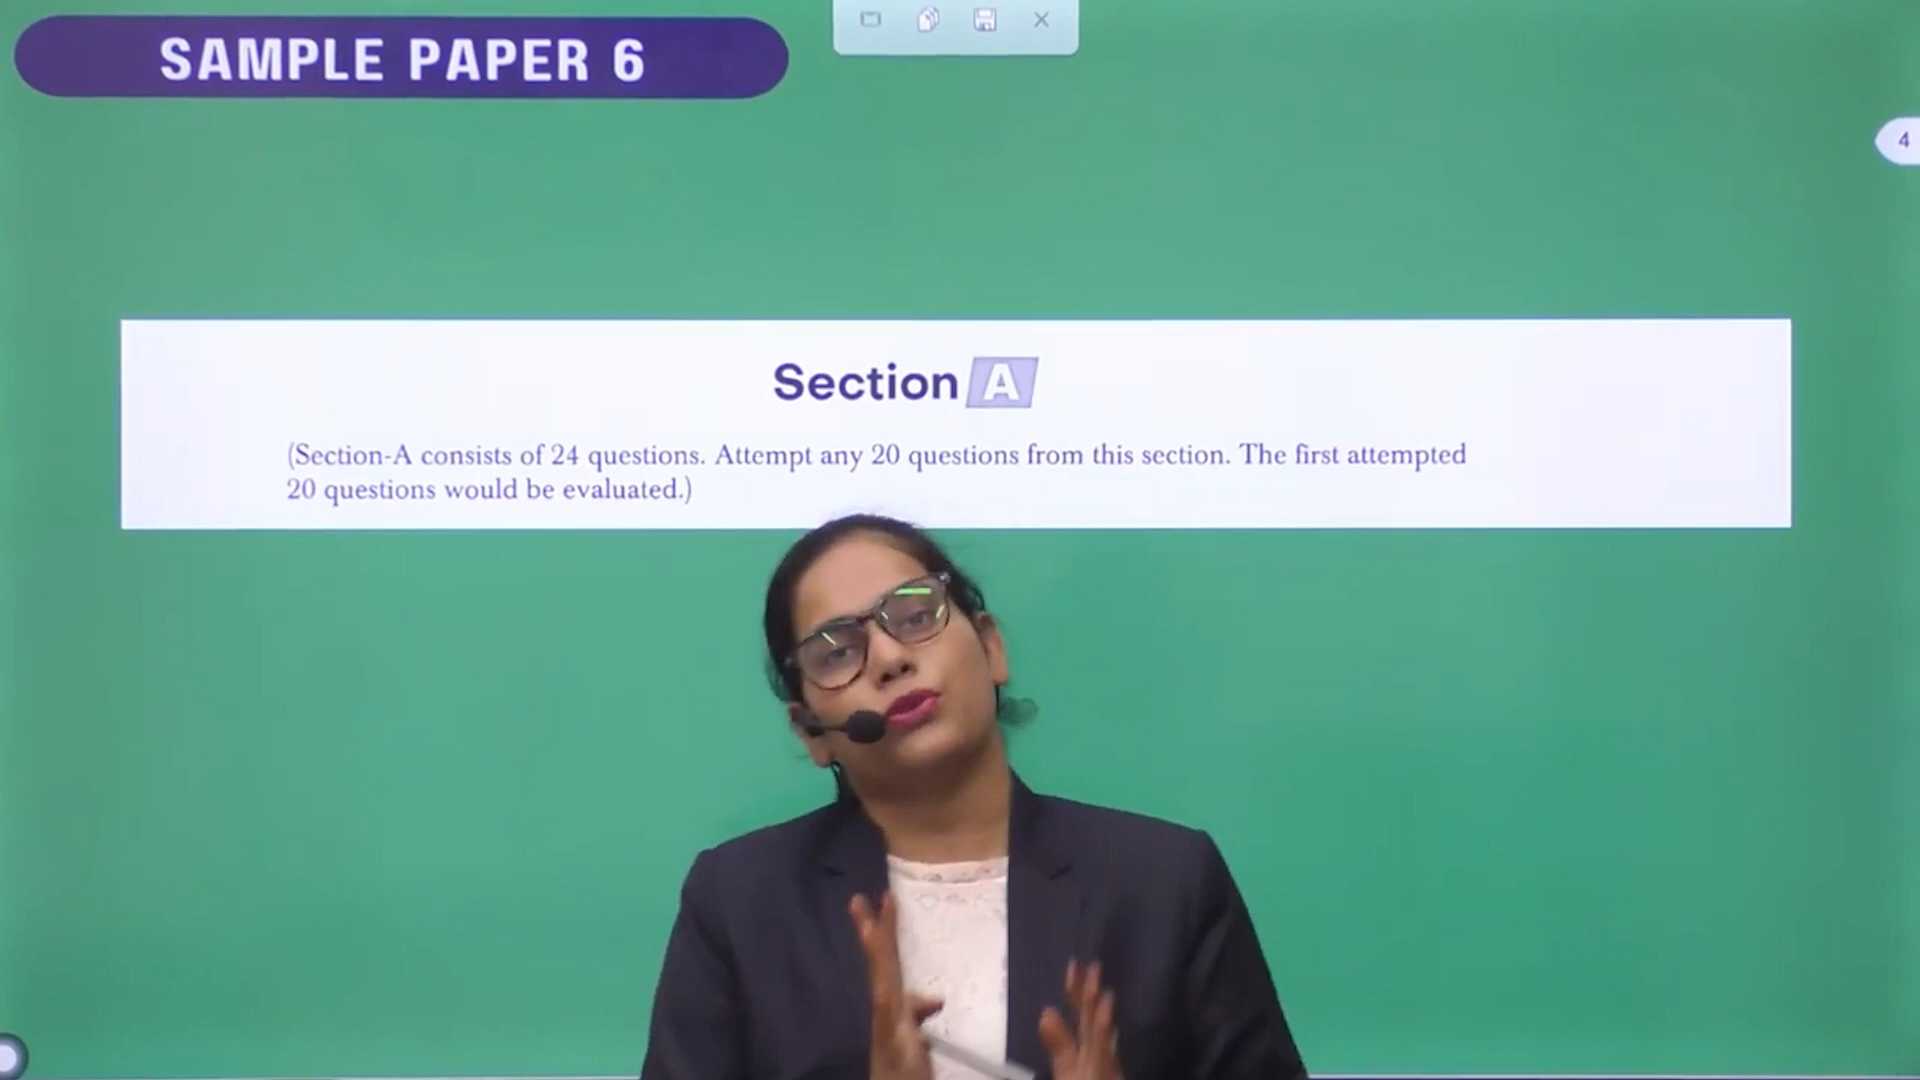 SAMPLE PAPER 6
4
Section A
(Section-A consists of 24 questions. Attempt any 20 questions from this section. The first attempted
20 questions would be evaluated.)